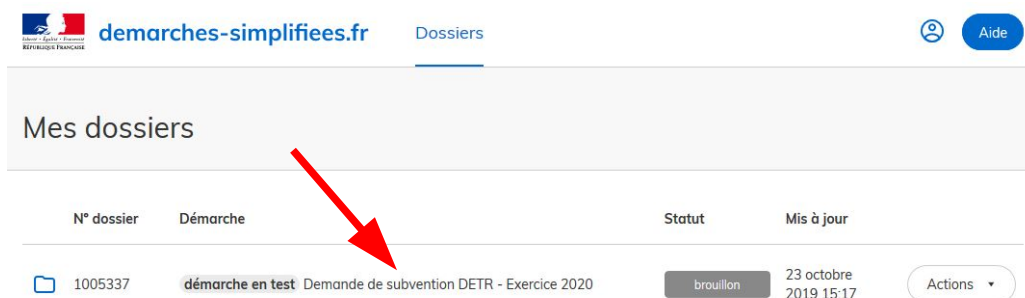 demarches-simplifiees.fr Dossiers Aide
Liberté • Égalité • Fraternité
RÉPUBLIQUE FRANÇAISE
Mes dossiers
N° dossier Démarche Statut Mis à jour
1005337 démarche en test Demande de subvention DETR - Exercice 2020 brouillon 23 octobre Actions
2019 15:17